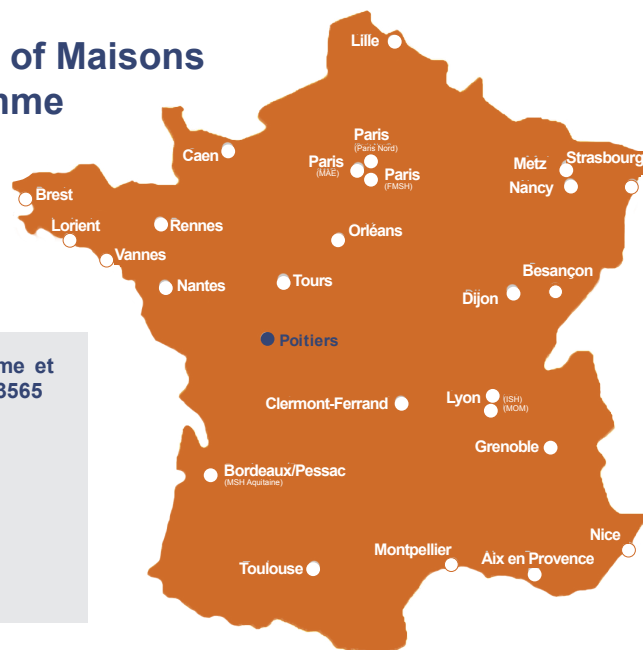 of Maisons
mme
Lille
Paris
(Paris Nord)
Caen
Paris
(MAE)
Paris
(FMSH)
Metz
Strasbourg
Nancy
Brest
Lorient
Rennes
Orléans
Vannes
Besançon
Nantes
Tours
Dijon
Poitiers
me et
3565
Clermont-Ferrand
Lyon
(ISH)
(MOM)
Grenoble
Bordeaux/Pessac
(MSH Aquitaine)
Nice
Montpellier
Aix en Provence
Toulouse